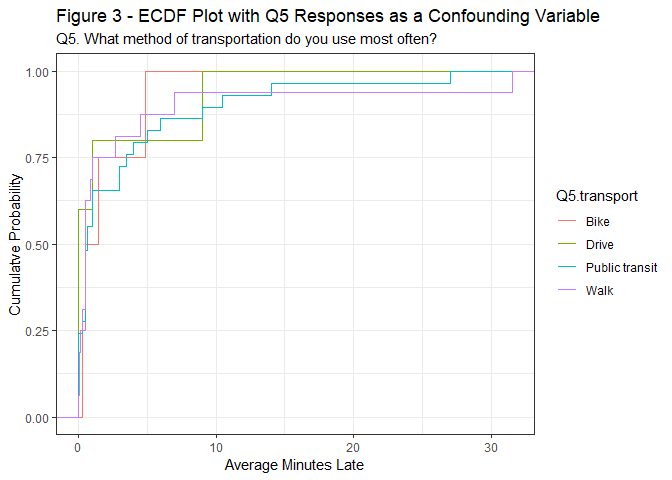 Figure 3 - ECDF Plot with Q5 Responses as a Confounding Variable
Q5. What method of transportation do you use most often?
1.00
0.75
0.50
0.25
0.00
Cumulatve Probability
0
10
20
30
Average Minutes Late
Q5.transport
Bike
Drive
Public transit
Walk